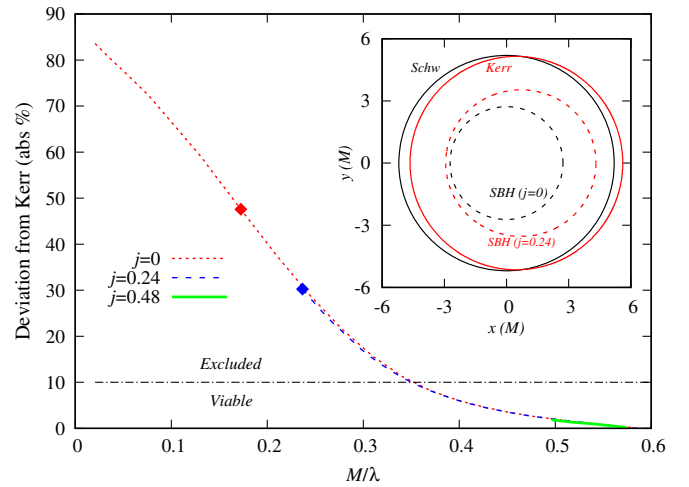 Deviation from Kerr (abs %)
90
80
70
60
50
40
30
20
10
0
j=0
j=0.24
j=0.48
Excluded
Viable
0
0.1
0.2
0.3
0.4
0.5
0.6
M/λ
y (M)
6
3
0
-3
-6
Schw
Kerr
SBH (j=0)
SBH (j=0.24)
-6
-3
0
3
6
x (M)